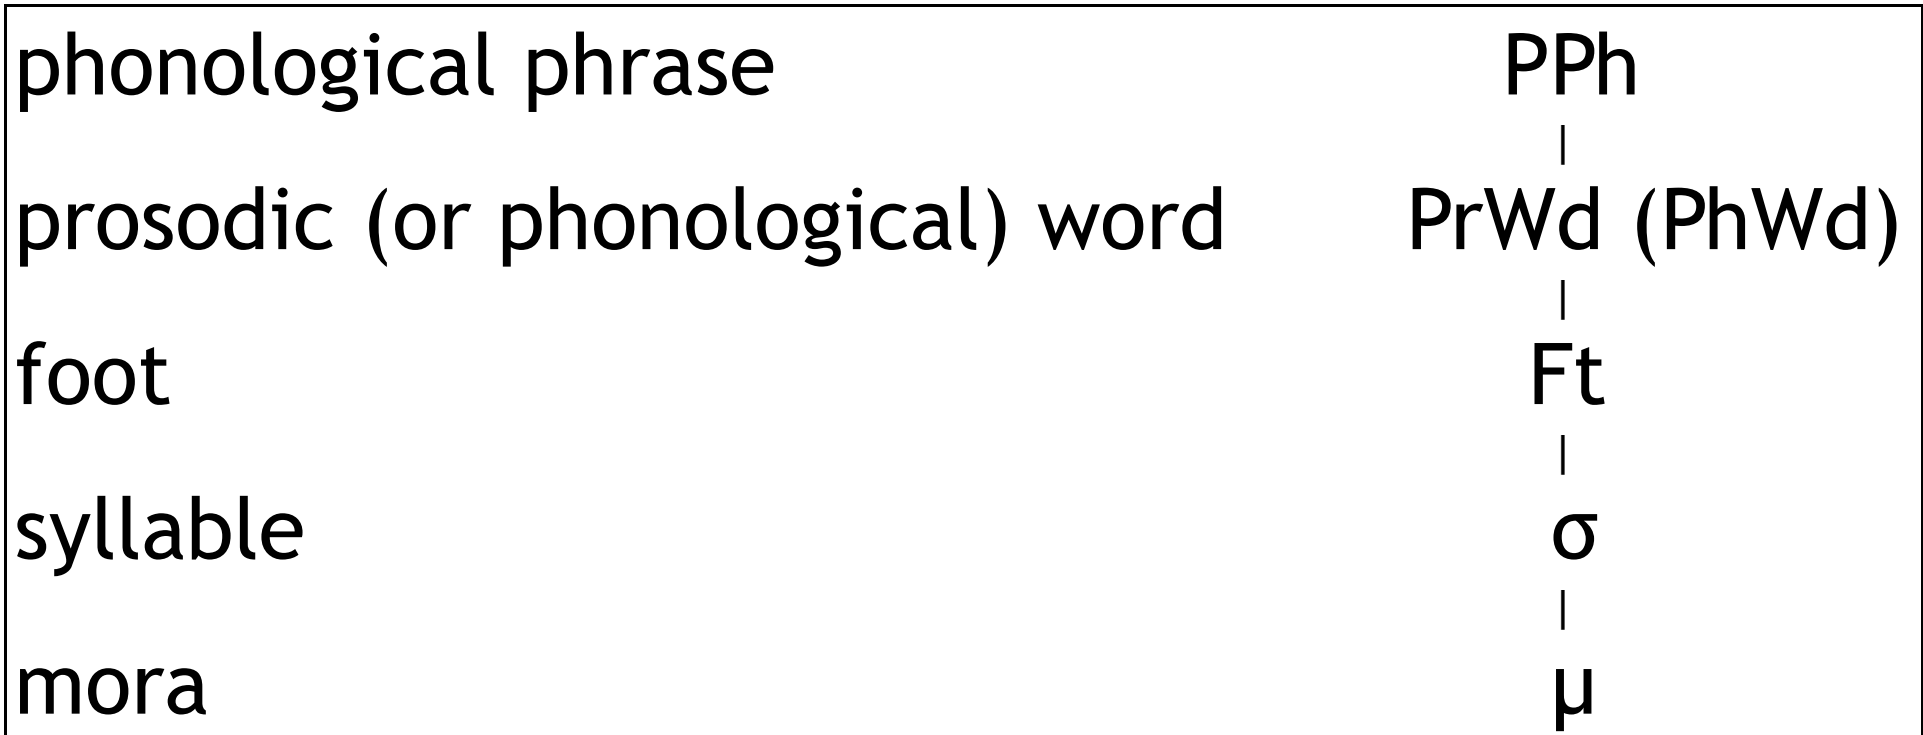 phonological phrase PPh
|
prosodic (or phonological) word PrWd (PhWd)
|
foot Ft
|
syllable σ
|
mora μ